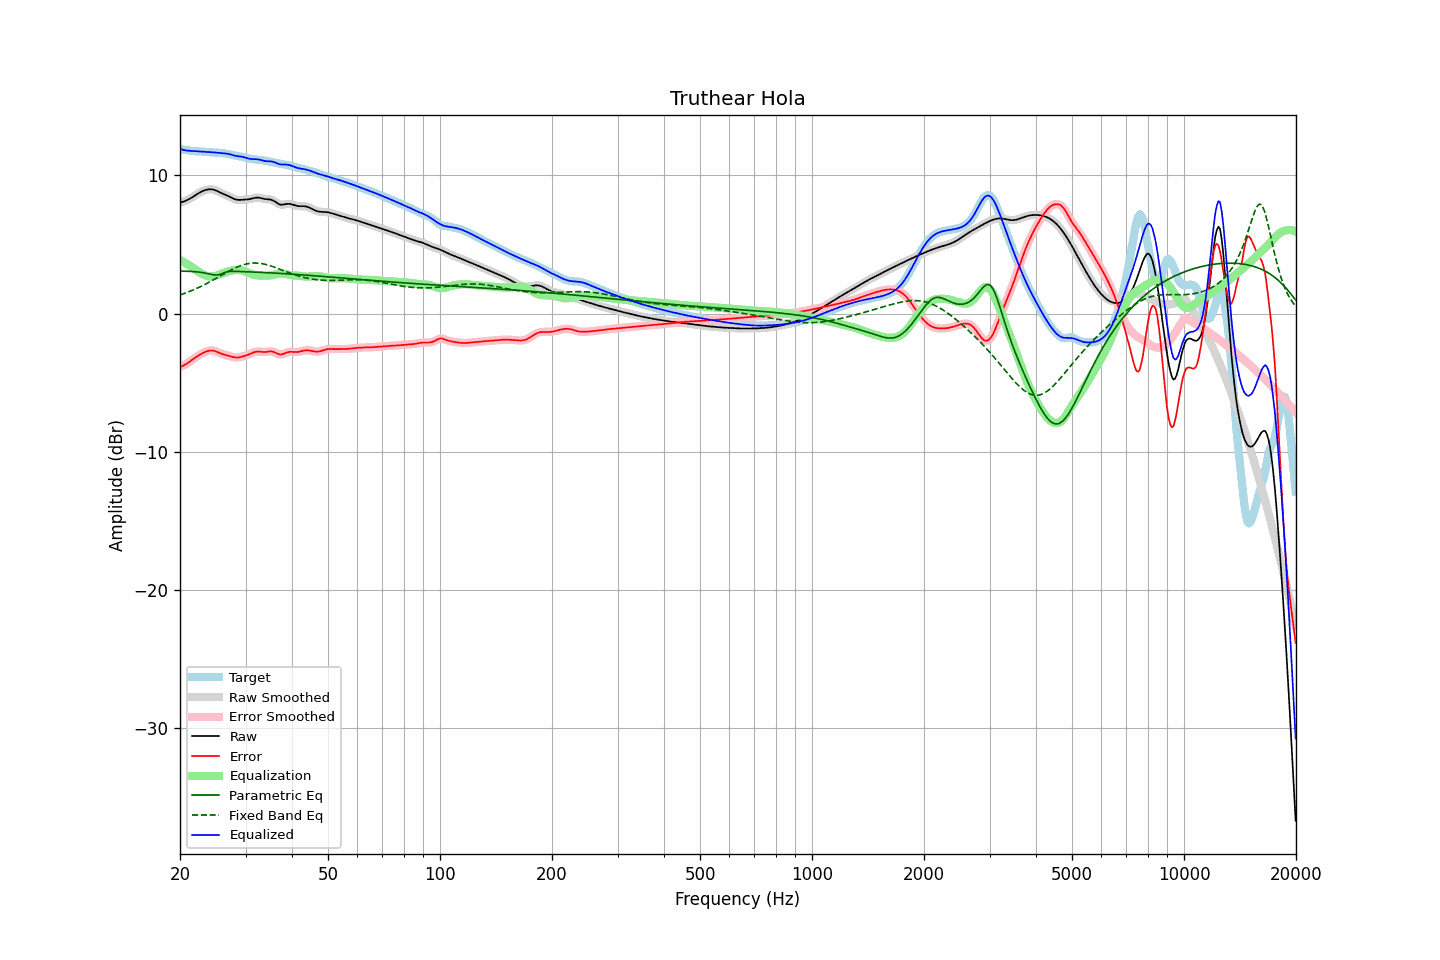 Truthear Hola
10
0
−10
−20
−30
Amplitude (dBr)
Target
Raw Smoothed
Error Smoothed
Raw
Error
Equalization
Parametric Eq
Fixed Band Eq
Equalized
20 50 100 200 500 1000 2000 5000 10000 20000
Frequency (Hz)